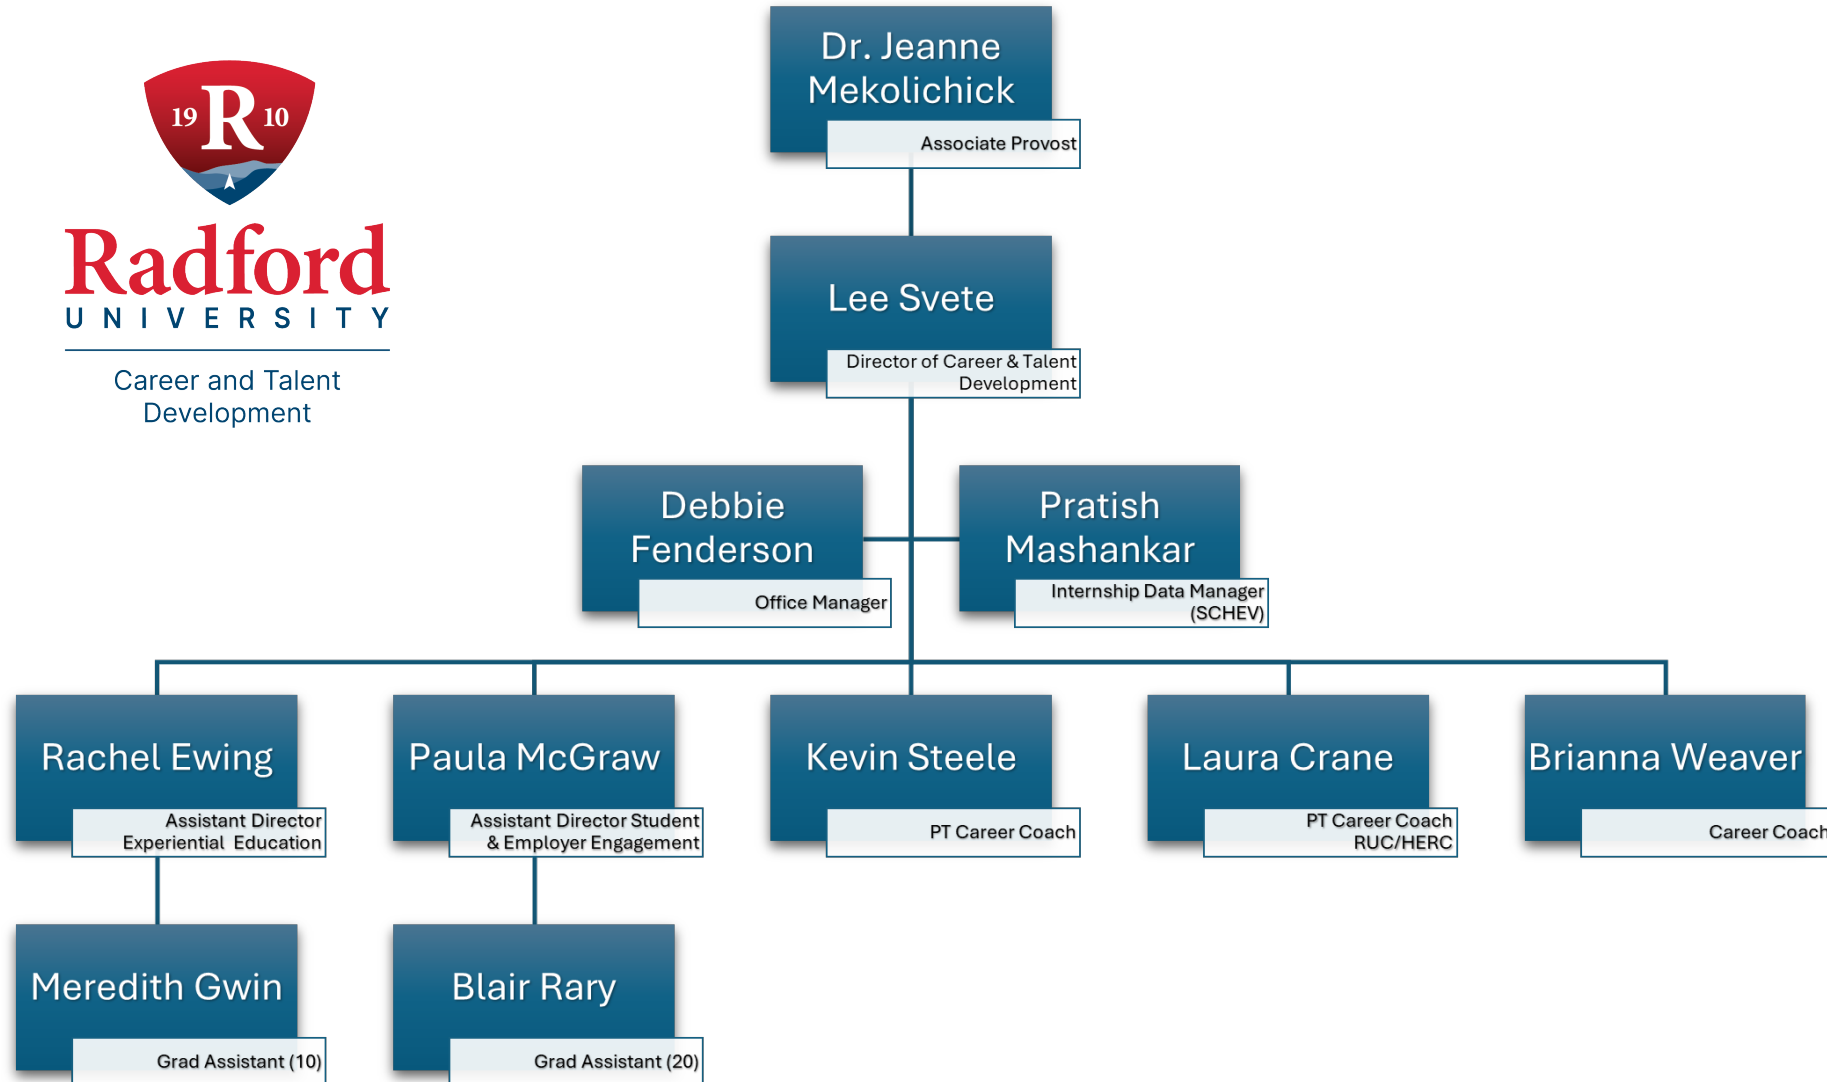 Dr. Jeanne
Mekolichick
Associate Provost
19 R 10
Radford
UNIVERSITY
Career and Talent
Development
Lee Svete
Director of Career & Talent
Development
Debbie
Fenderson
Office Manager
Pratish
Mashankar
Internship Data Manager
(SCHEV)
Rachel Ewing
Assistant Director
Experiential Education
Paula McGraw
Assistant Director Student
& Employer Engagement
Kevin Steele
PT Career Coach
Laura Crane
PT Career Coach
RUC/HERC
Brianna Weaver
Career Coach
Meredith Gwin
Grad Assistant (10)
Blair Rary
Grad Assistant (20)